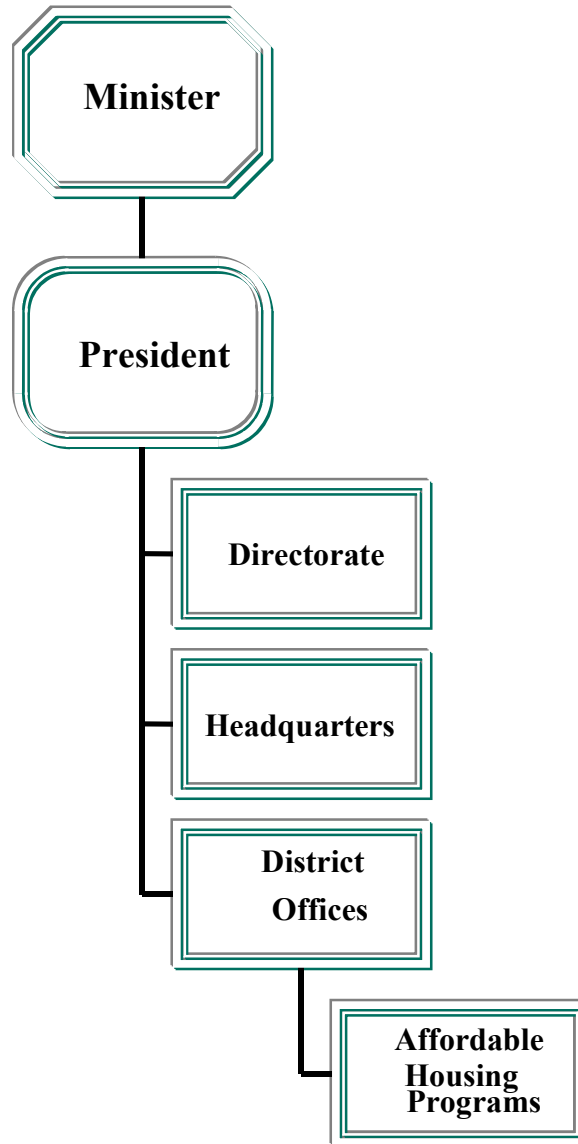 Minister
President
Directorate
Headquarters
District
Offices
Affordable
Housing
Programs